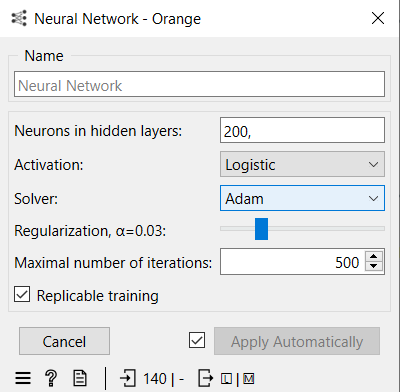 Neural Network - Orange
Name
Neural Network
Neurons in hidden layers: 200,
Activation: Logistic
Solver: Adam
Regularization, α=0.03:
Maximal number of iterations: 500
Replicable training
Cancel Apply Automatically
140 | - L | M